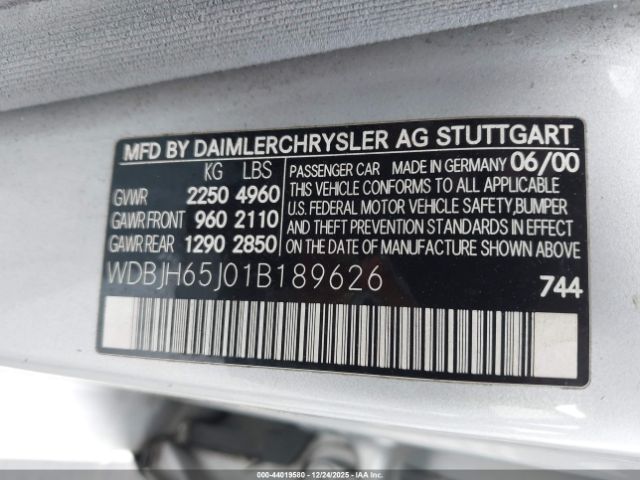 MFD BY DAIMLERCHRYSLER AG STUTTGART
KG LBS
GVWR 2250 4960
GAWR FRONT 960 2110
GAWR REAR 1290 2850
PASSENGER CAR MADE IN GERMANY 06/00
THIS VEHICLE CONFORMS TO ALL APPLICABLE
U.S. FEDERAL MOTOR VEHICLE SAFETY,BUMPER
AND THEFT PREVENTION STANDARDS IN EFFECT
ON THE DATE OF MANUFACTURE SHOWN ABOVE
WDBJH65J01B189626
744
000-44019580 • 12/24/2025 • IAAI.COM